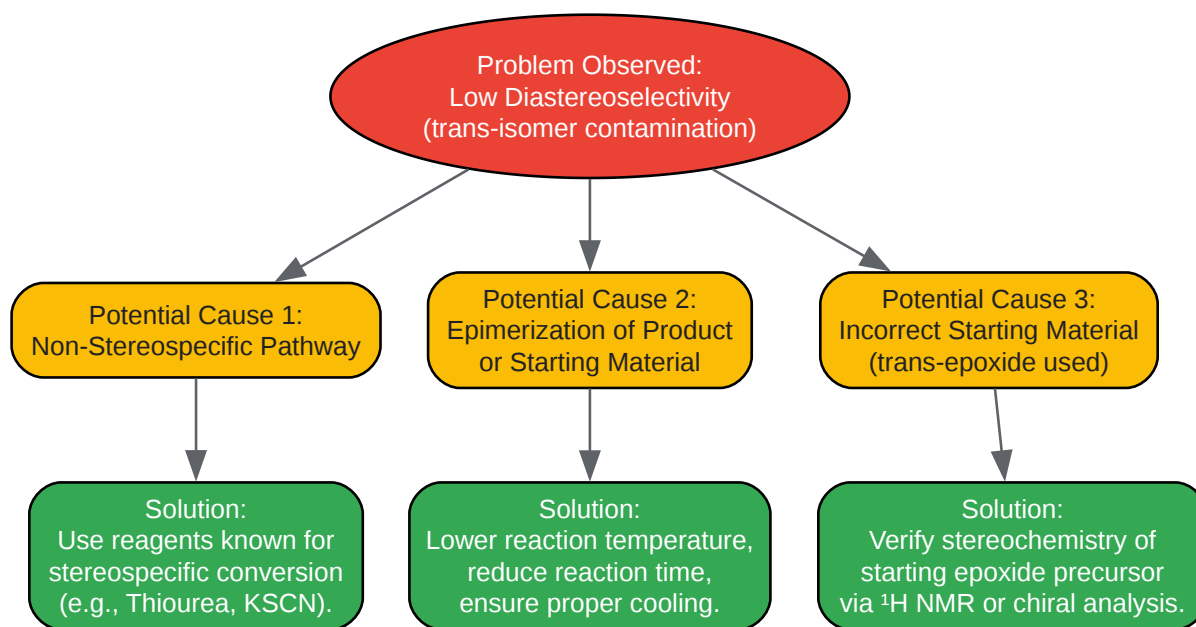 Problem Observed:
Low Diastereoselectivity
(trans-isomer contamination)
Potential Cause 1:
Non-Stereospecific Pathway
Potential Cause 2:
Epimerization of Product
or Starting Material
Potential Cause 3:
Incorrect Starting Material
(trans-epoxide used)
Solution:
Use reagents known for
stereospecific conversion
(e.g., Thiourea, KSCN).
Solution:
Lower reaction temperature,
reduce reaction time,
ensure proper cooling.
Solution:
Verify stereochemistry of
starting epoxide precursor
via ¹H NMR or chiral analysis.